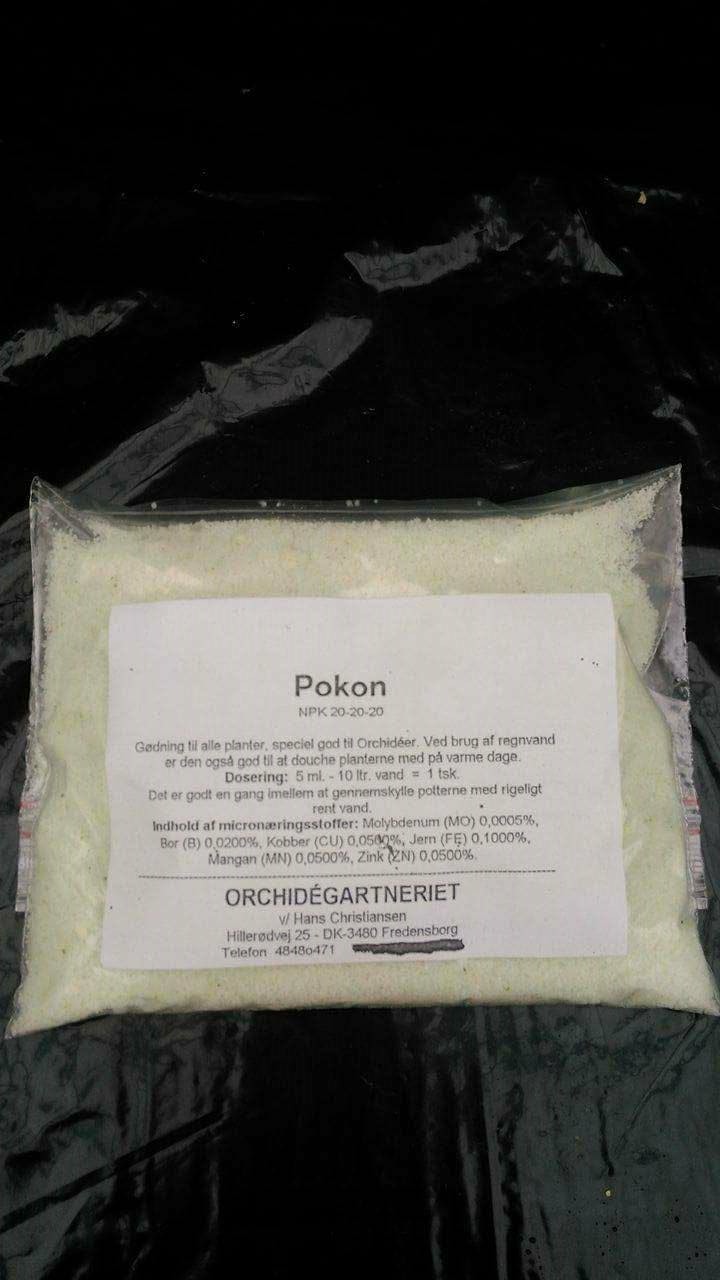 Pokon
NPK 20-20-20
Gødning til alle planter, speciel god til Orchidéer. Ved brug af regnvand
er den også god til at douche planterne med på varme dage.
Dosering: 5 ml. - 10 ltr. vand = 1 tsk.
Det er godt en gang imellem at gennemskylle potterne med rigeligt
rent vand.
Indhold af micronæringsstoffer: Molybdenum (MO) 0,0005%,
Bor (B) 0,0200%, Kobber (CU) 0,0500%, Jern (FE) 0,1000%,
Mangan (MN) 0,0500%, Zink (ZN) 0,0500%.
ORCHIDÉGARTNERIET
v/ Hans Christiansen
Hillerødvej 25 - DK-3480 Fredensborg
Telefon 4848o471